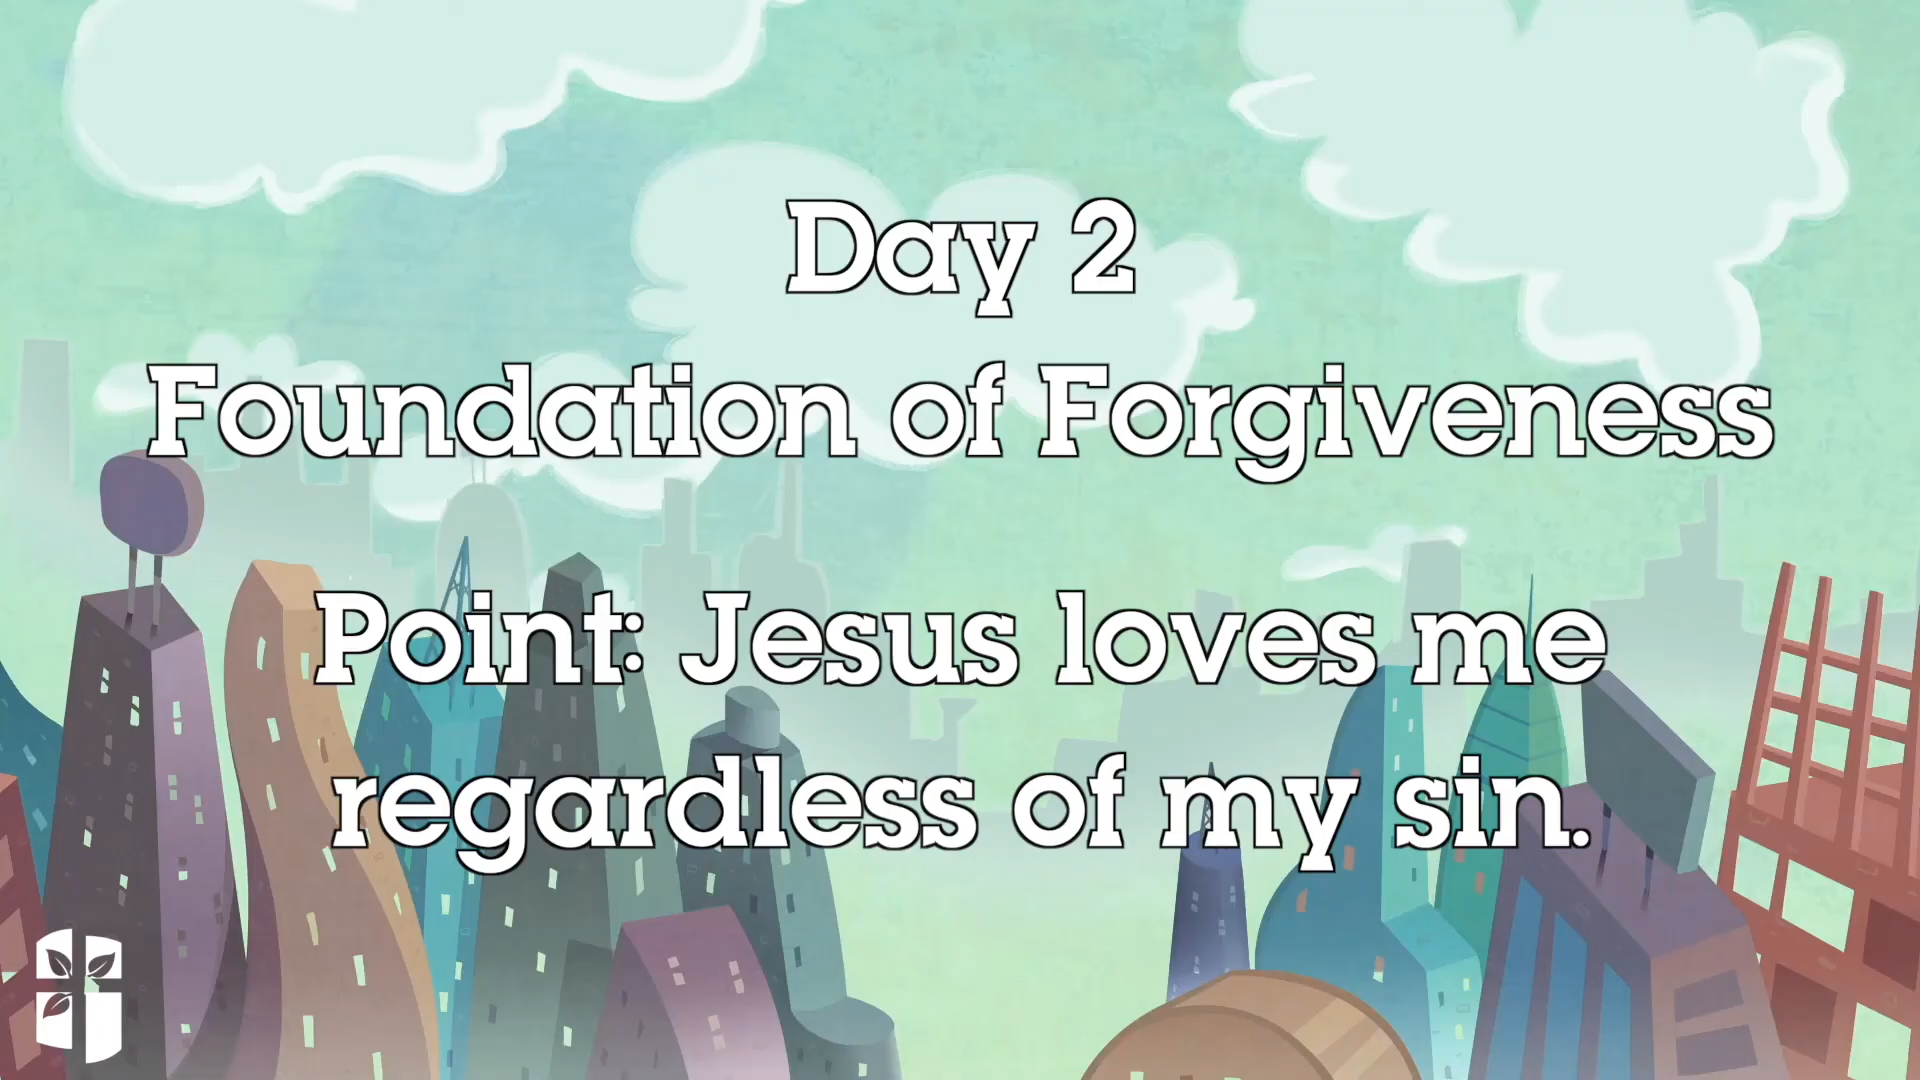 Day 2
Foundation of Forgiveness
Point: Jesus loves me
regardless of my sin.